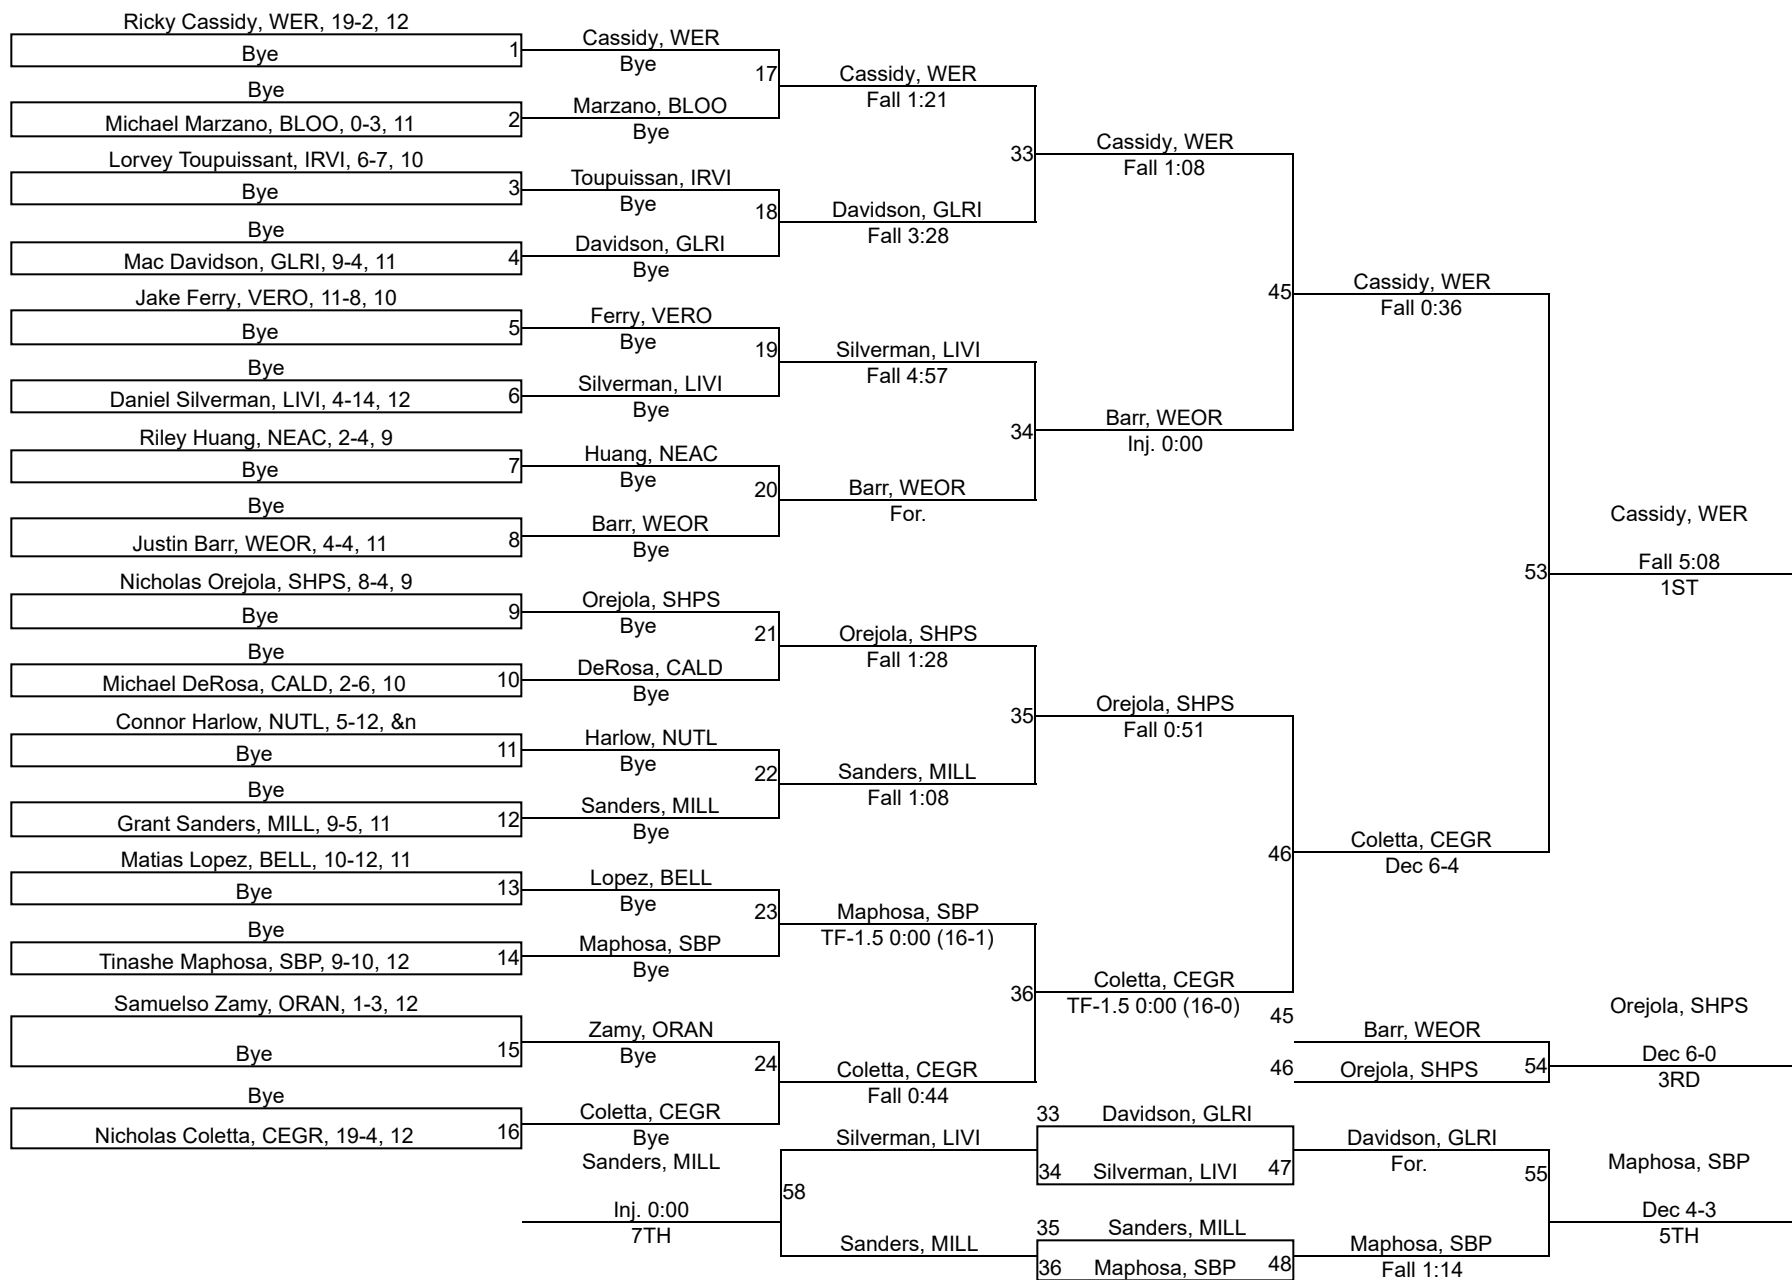 Ricky Cassidy, WER, 19-2, 12
Bye
1
Bye
Michael Marzano, BLOO, 0-3, 11
2
Lorvey Toupuissant, IRVI, 6-7, 10
Bye
3
Bye
Mac Davidson, GLRI, 9-4, 11
4
Jake Ferry, VERO, 11-8, 10
Bye
5
Bye
Daniel Silverman, LIVI, 4-14, 12
6
Riley Huang, NEAC, 2-4, 9
Bye
7
Bye
Justin Barr, WEOR, 4-4, 11
8
Nicholas Orejola, SHPS, 8-4, 9
Bye
9
Bye
Michael DeRosa, CALD, 2-6, 10
10
Connor Harlow, NUTL, 5-12, &n
Bye
11
Bye
Grant Sanders, MILL, 9-5, 11
12
Matias Lopez, BELL, 10-12, 11
Bye
13
Bye
Tinashe Maphosa, SBP, 9-10, 12
14
Samuelso Zamy, ORAN, 1-3, 12
Bye
15
Bye
Nicholas Coletta, CEGR, 19-4, 12
16
Cassidy, WER
Bye
17
Marzano, BLOO
Bye
Toupuissan, IRVI
Bye
18
Davidson, GLRI
Bye
Ferry, VERO
Bye
19
Silverman, LIVI
Bye
Huang, NEAC
Bye
20
Barr, WEOR
Bye
Orejola, SHPS
Bye
21
DeRosa, CALD
Bye
Harlow, NUTL
Bye
22
Sanders, MILL
Bye
Lopez, BELL
Bye
23
Maphosa, SBP
Bye
Zamy, ORAN
Bye
24
Coletta, CEGR
Bye
Cassidy, WER
Fall 1:21
33
Davidson, GLRI
Fall 3:28
Silverman, LIVI
Fall 4:57
34
Barr, WEOR
For.
Orejola, SHPS
Fall 1:28
35
Sanders, MILL
Fall 1:08
Maphosa, SBP
TF-1.5 0:00 (16-1)
36
Coletta, CEGR
Fall 0:44
Cassidy, WER
Fall 1:08
45
Barr, WEOR
Inj. 0:00
Orejola, SHPS
Fall 0:51
46
Coletta, CEGR
TF-1.5 0:00 (16-0)
Cassidy, WER
Fall 0:36
53
Coletta, CEGR
Dec 6-4
Cassidy, WER
Fall 5:08
1ST
45
Barr, WEOR
46
Orejola, SHPS
54
Orejola, SHPS
Dec 6-0
3RD
33
Davidson, GLRI
34
Silverman, LIVI
47
35
Sanders, MILL
36
Maphosa, SBP
48
Davidson, GLRI
For.
55
Maphosa, SBP
Fall 1:14
Maphosa, SBP
Dec 4-3
5TH
Silverman, LIVI
58
Sanders, MILL
Sanders, MILL
Inj. 0:00
7TH